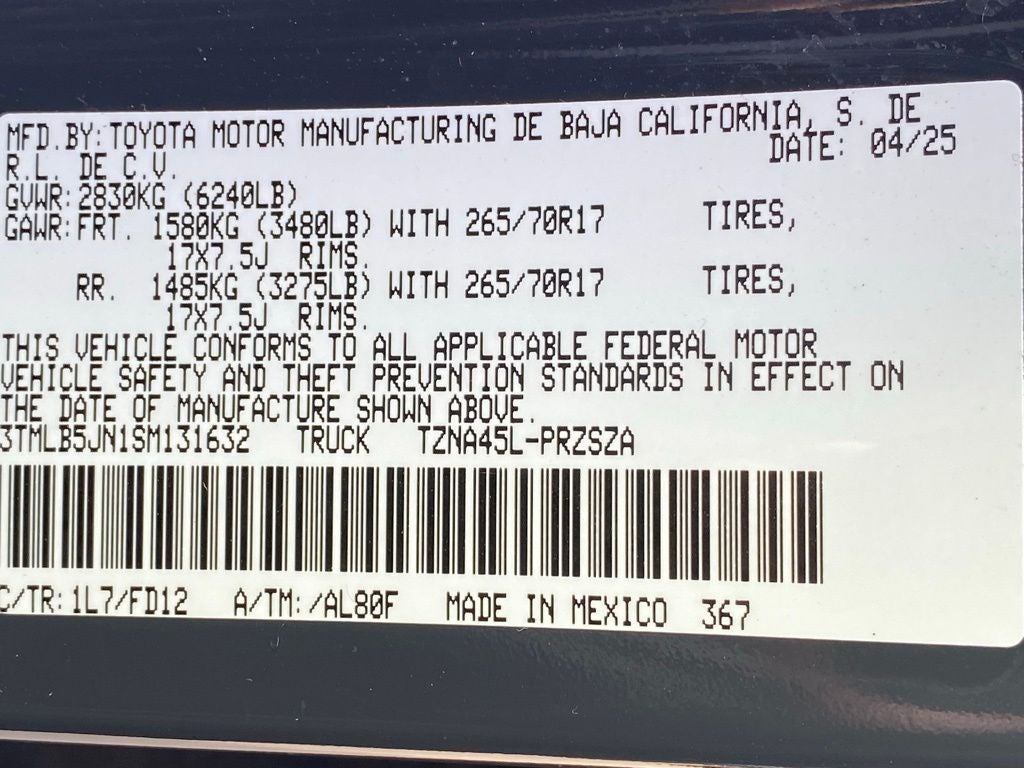 MFD.BY:TOYOTA MOTOR MANUFACTURING DE BAJA CALIFORNIA, S. DE
R.L. DE C.V. DATE: 04/25
GVWR:2830KG (6240LB)
GAWR:FRT. 1580KG (3480LB) WITH 265/70R17 TIRES,
17X7.5J RIMS.
RR. 1485KG (3275LB) WITH 265/70R17 TIRES,
17X7.5J RIMS.
THIS VEHICLE CONFORMS TO ALL APPLICABLE FEDERAL MOTOR
VEHICLE SAFETY AND THEFT PREVENTION STANDARDS IN EFFECT ON
THE DATE OF MANUFACTURE SHOWN ABOVE.
3TMLB5JN1SM131632 TRUCK TZNA45L-PRZSZA
C/TR:1L7/FD12 A/TM:/AL80F MADE IN MEXICO 367